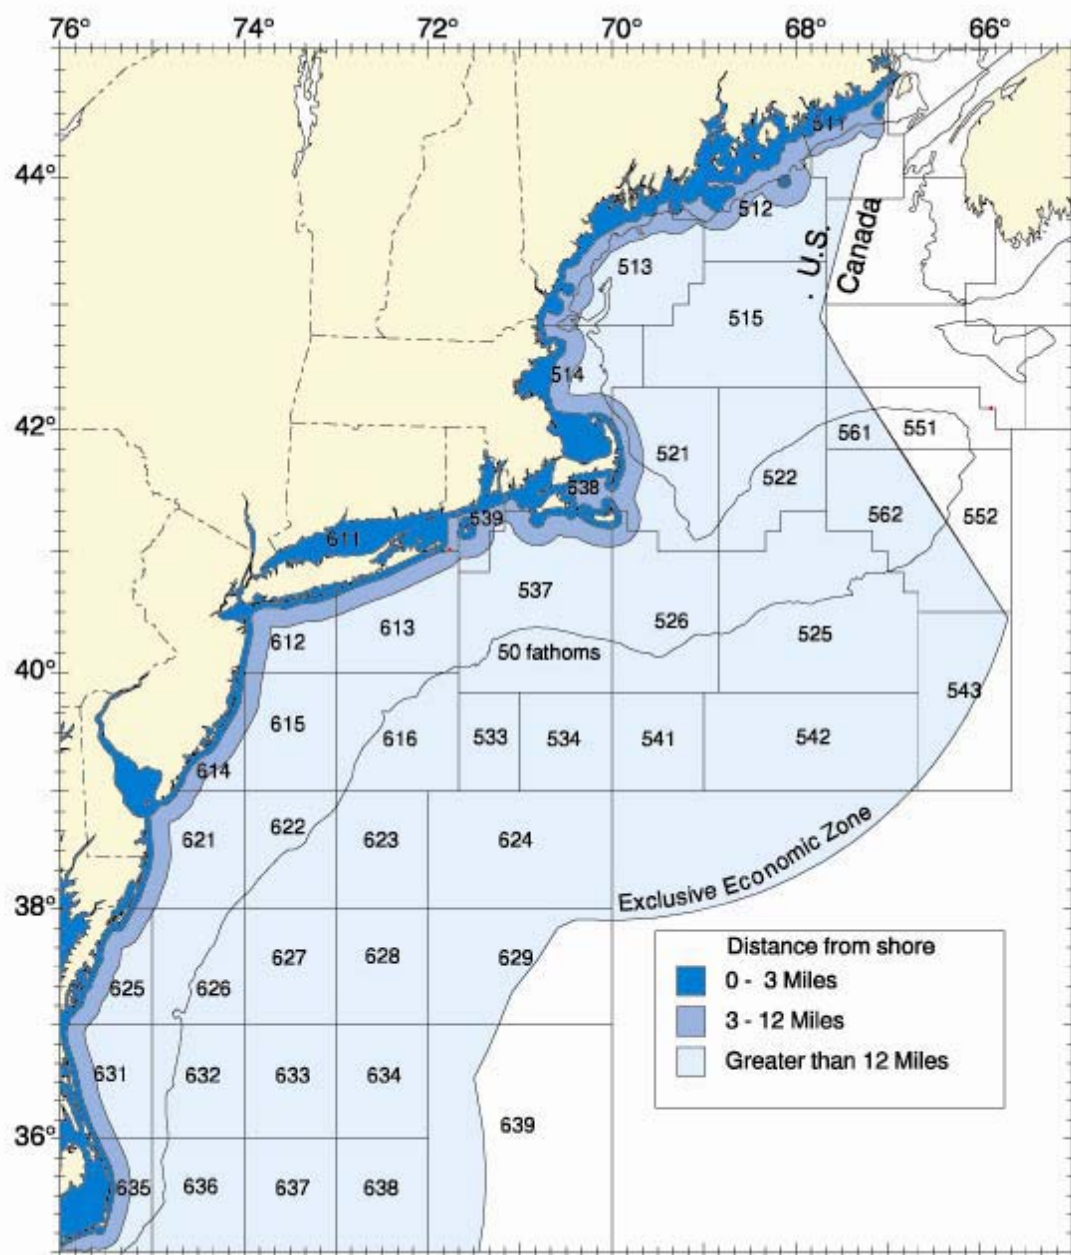 76° 74° 72° 70° 68° 66°
511
44°
512
U.S.
Canada
513
515
514
42°
561 551
521
522
538
562 552
539
611
537
613 526
612 525
50 fathoms
40°
543
615
616 533 534 541 542
614
622
621 623 624
Exclusive Economic Zone
38°
Distance from shore
627 628 629
0 - 3 Miles
625 626
3 - 12 Miles
Greater than 12 Miles
631 632 633 634
639
36°
635 636 637 638